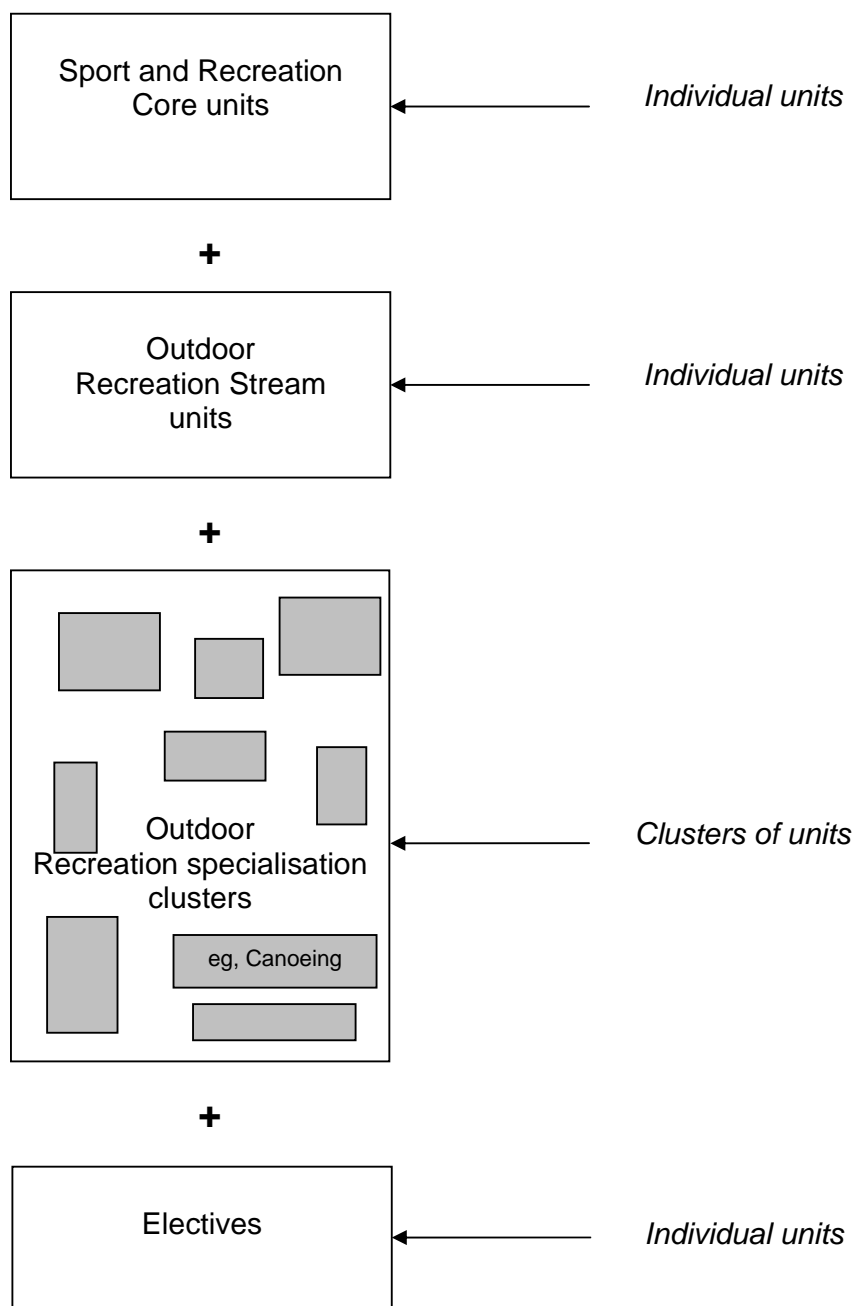 Sport and Recreation
Core units
Individual units
+
Outdoor
Recreation Stream
units
Individual units
+
Outdoor
Recreation specialisation
clusters
eg, Canoeing
Clusters of units
+
Electives
Individual units